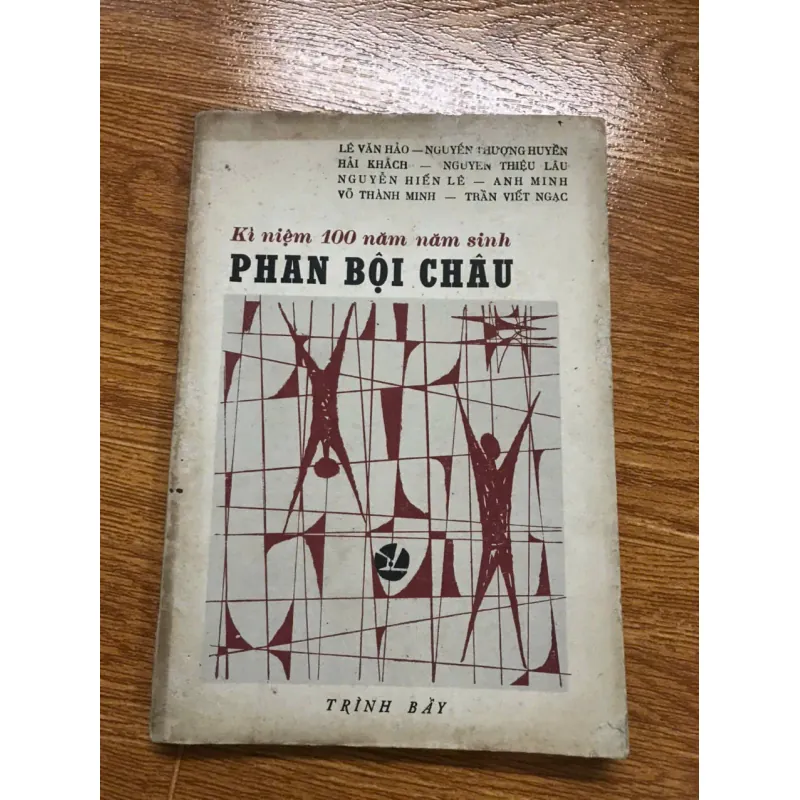 LÊ VĂN HẢO — NGUYỄN THƯỢNG HUYỀN
HẢI KHÁCH — NGUYỄN THIỆU LÂU
NGUYỄN HIẾN LÊ — ANH MINH
VÕ THÀNH MINH — TRẦN VIẾT NGẠC
Kỉ niệm 100 năm năm sinh
PHAN BỘI CHÂU
TRÌNH BẦY